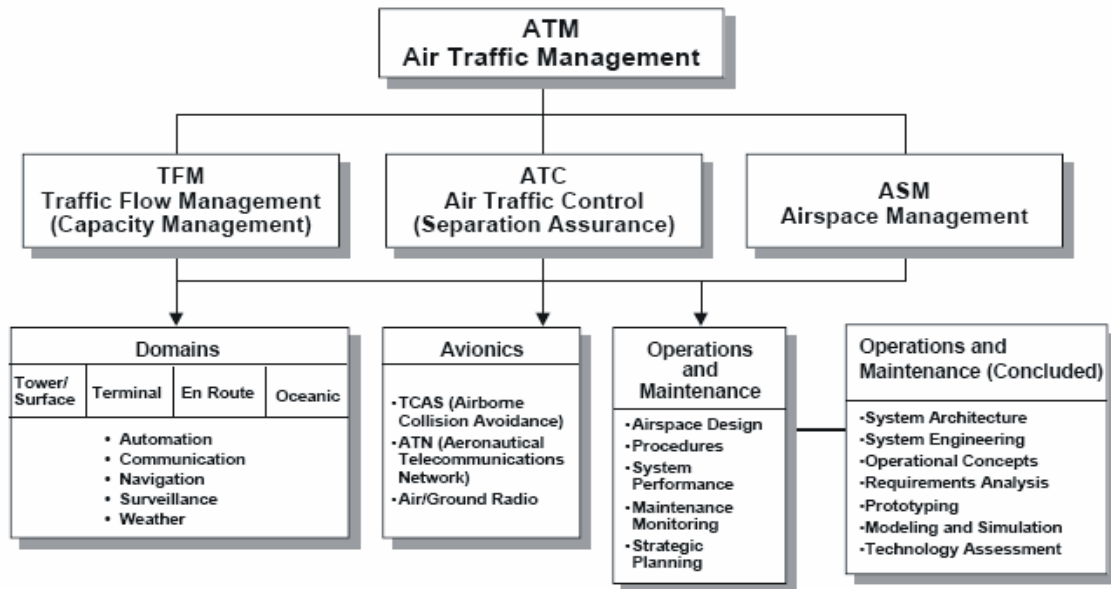 ATM
Air Traffic Management
TFM
Traffic Flow Management
(Capacity Management)
ATC
Air Traffic Control
(Separation Assurance)
ASM
Airspace Management
Domains
Tower/
Surface
Terminal
En Route
Oceanic
• Automation
• Communication
• Navigation
• Surveillance
• Weather
Avionics
•TCAS (Airborne
Collision Avoidance)
•ATN (Aeronautical
Telecommunications
Network)
•Air/Ground Radio
Operations
and
Maintenance
•Airspace Design
•Procedures
•System
Performance
•Maintenance
Monitoring
•Strategic
Planning
Operations and
Maintenance (Concluded)
•System Architecture
•System Engineering
•Operational Concepts
•Requirements Analysis
•Prototyping
•Modeling and Simulation
•Technology Assessment